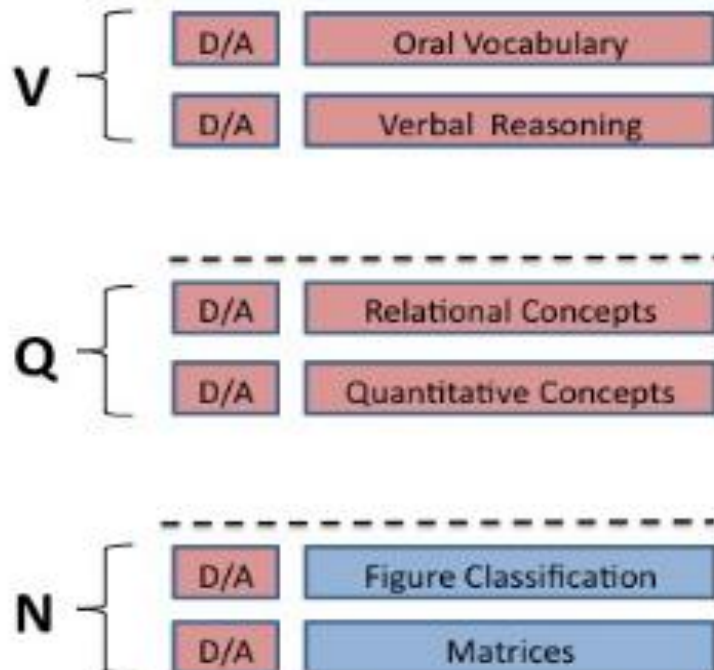 V
D/A Oral Vocabulary
D/A Verbal Reasoning
Q
D/A Relational Concepts
D/A Quantitative Concepts
N
D/A Figure Classification
D/A Matrices